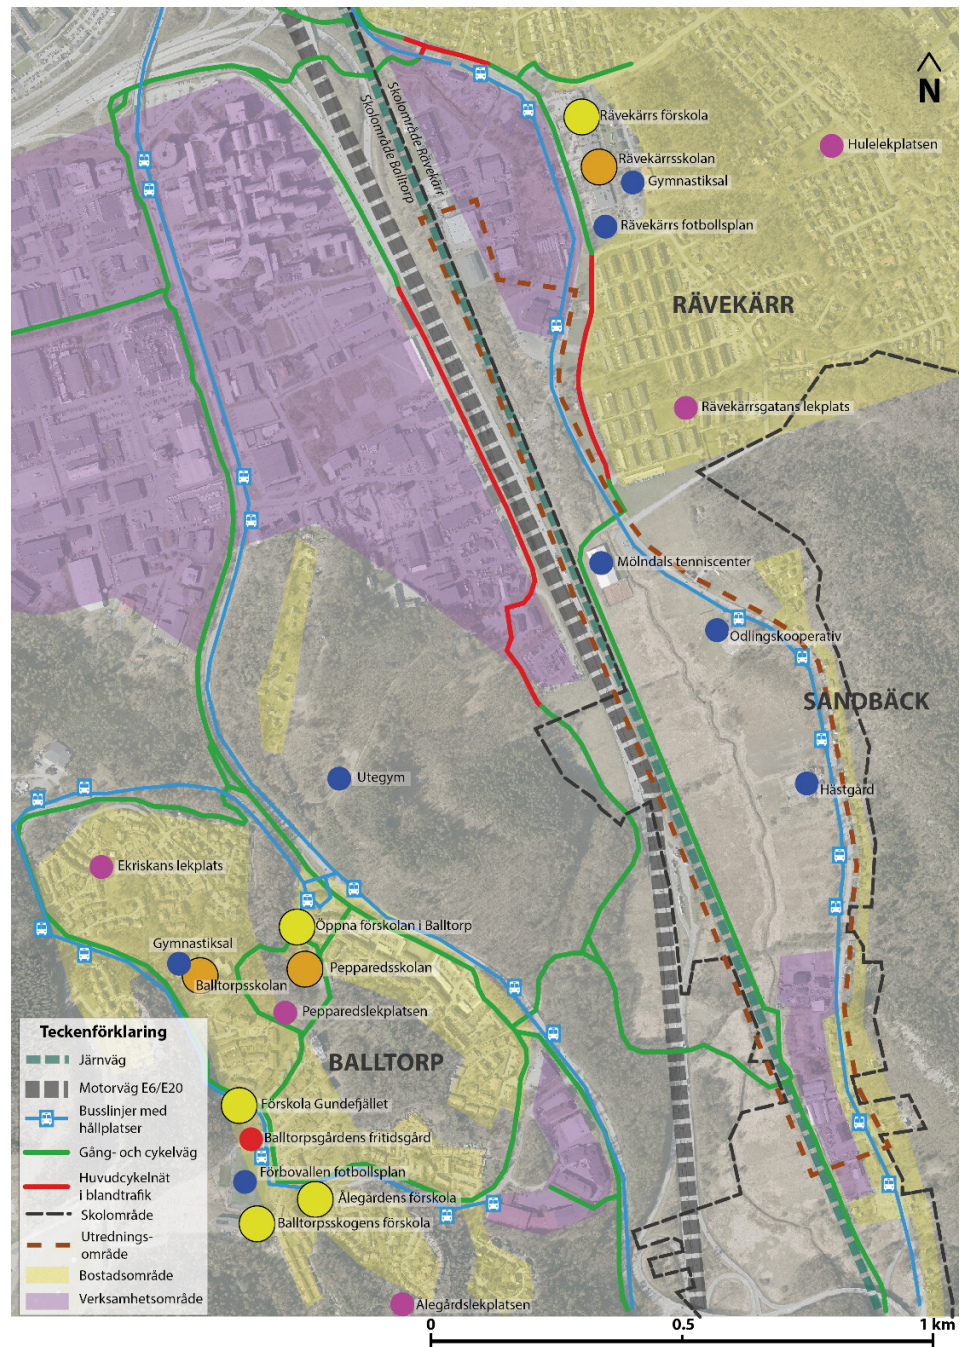 N
Skolområde Rävekärr
Skolområde Balltorp
Rävekärrs förskola
Hulelekplatsen
Rävekärrsskolan
Gymnastiksal
Rävekärrs fotbollsplan
RÄVEKÄRR
Rävekärrsgatans lekplats
Mölndals tenniscenter
Odlingskooperativ
SANDBÄCK
Utegym
Hästgård
Ekriskans lekplats
Öppna förskolan i Balltorp
Gymnastiksal
Pepparedsskolan
Balltorpsskolan
Pepparedslekplatsen
BALLTORP
Förskola Gundefjället
Balltorpsgårdens fritidsgård
Förbovallen fotbollsplan
Ålegårdens förskola
Balltorpsskogens förskola
Ålegårdslekplatsen
Teckenförklaring
Järnväg
Motorväg E6/E20
Busslinjer med
hållplatser
Gång- och cykelväg
Huvudcykelnät
i blandtrafik
Skolområde
Utrednings-
område
Bostadsområde
Verksamhetsområde
0
0.5
1 km